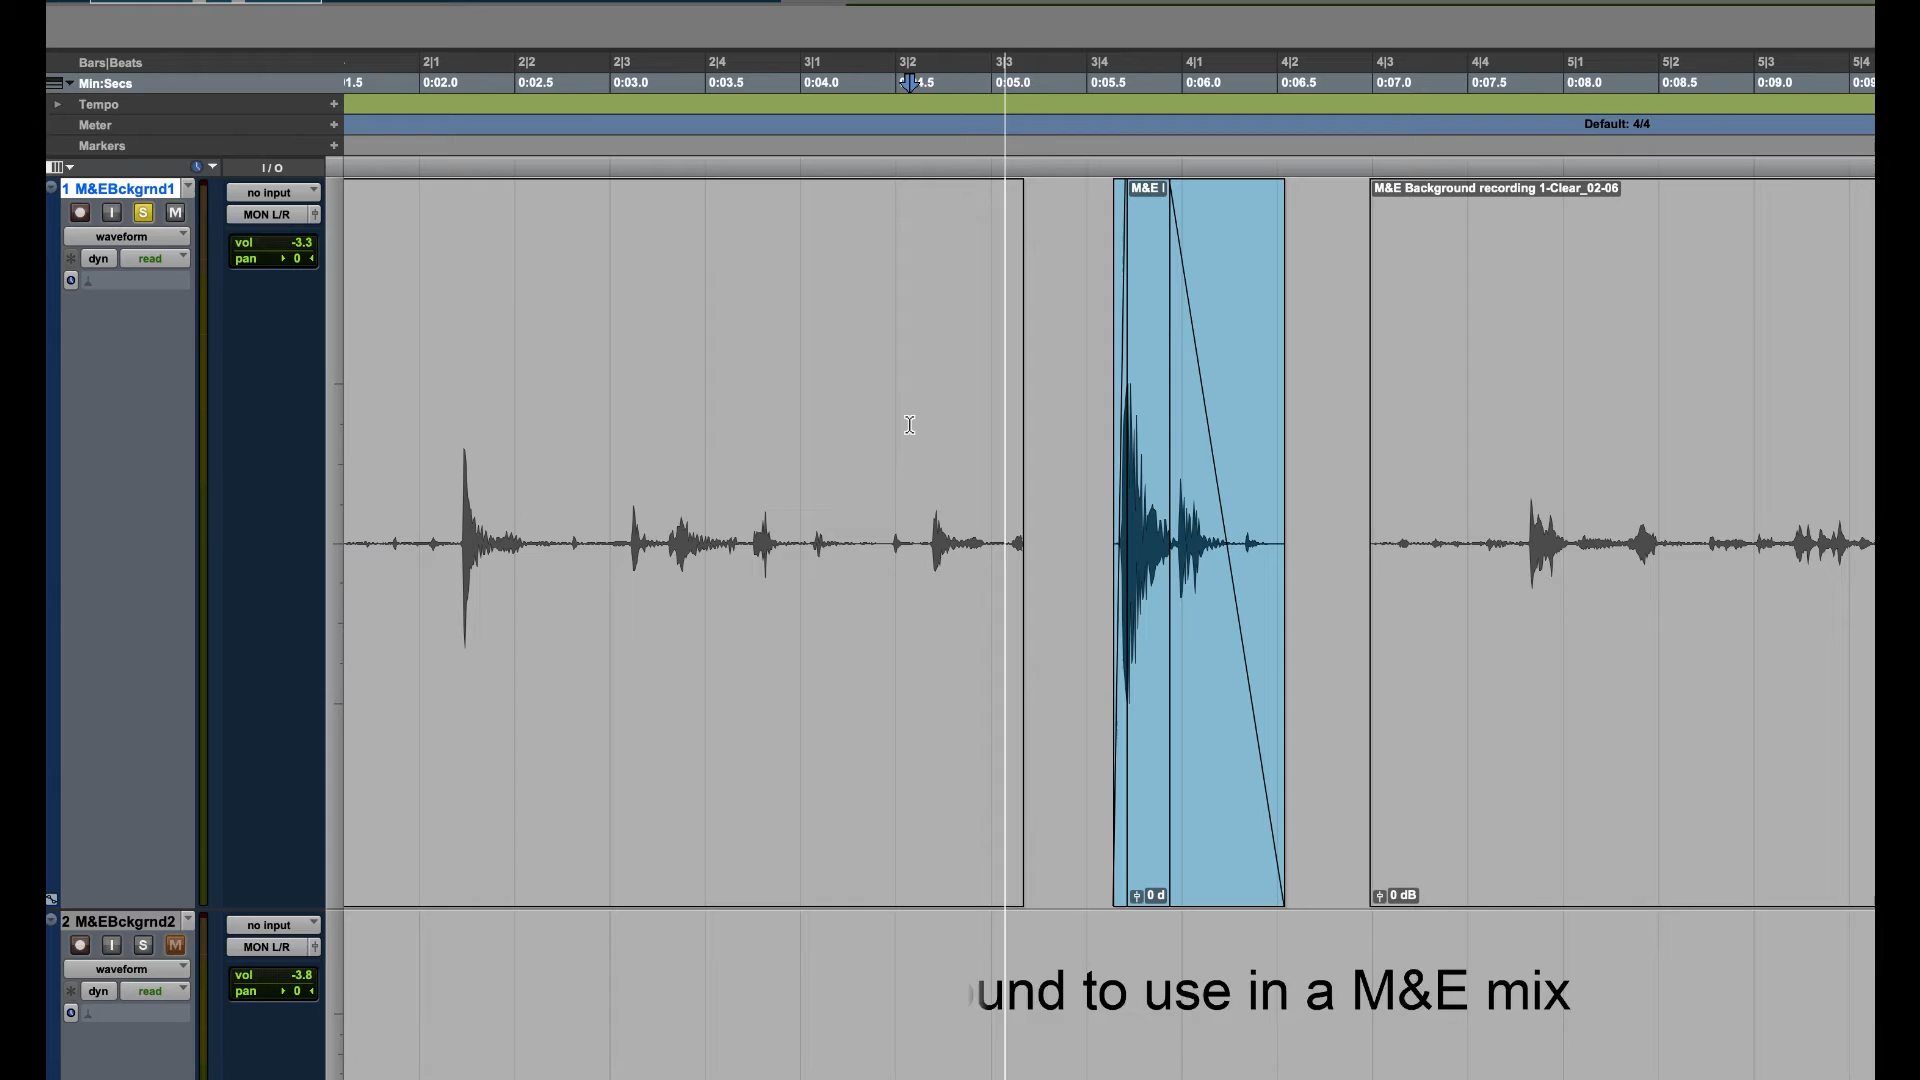 Bars|Beats 2|1 2|2 2|3 2|4 3|1 3|2 3|3 3|4 4|1 4|2 4|3 4|4 5|1 5|2 5|3 5|4
Min:Secs 0:02.0 0:02.5 0:03.0 0:03.5 0:04.0 0:05.0 0:05.5 0:06.0 0:06.5 0:07.0 0:07.5 0:08.0 0:08.5 0:09.0
Tempo +
Meter + Default: 4/4
Markers +
I / O
1 M&EBckgrnd1 no input M&E Background recording 1-Clear_02-06
I S M MON L/R
waveform vol -3.3
dyn read pan 0
0 dB
2 M&EBckgrnd2 no input
I S M MON L/R
waveform vol -3.8
dyn read pan 0
und to use in a M&E mix